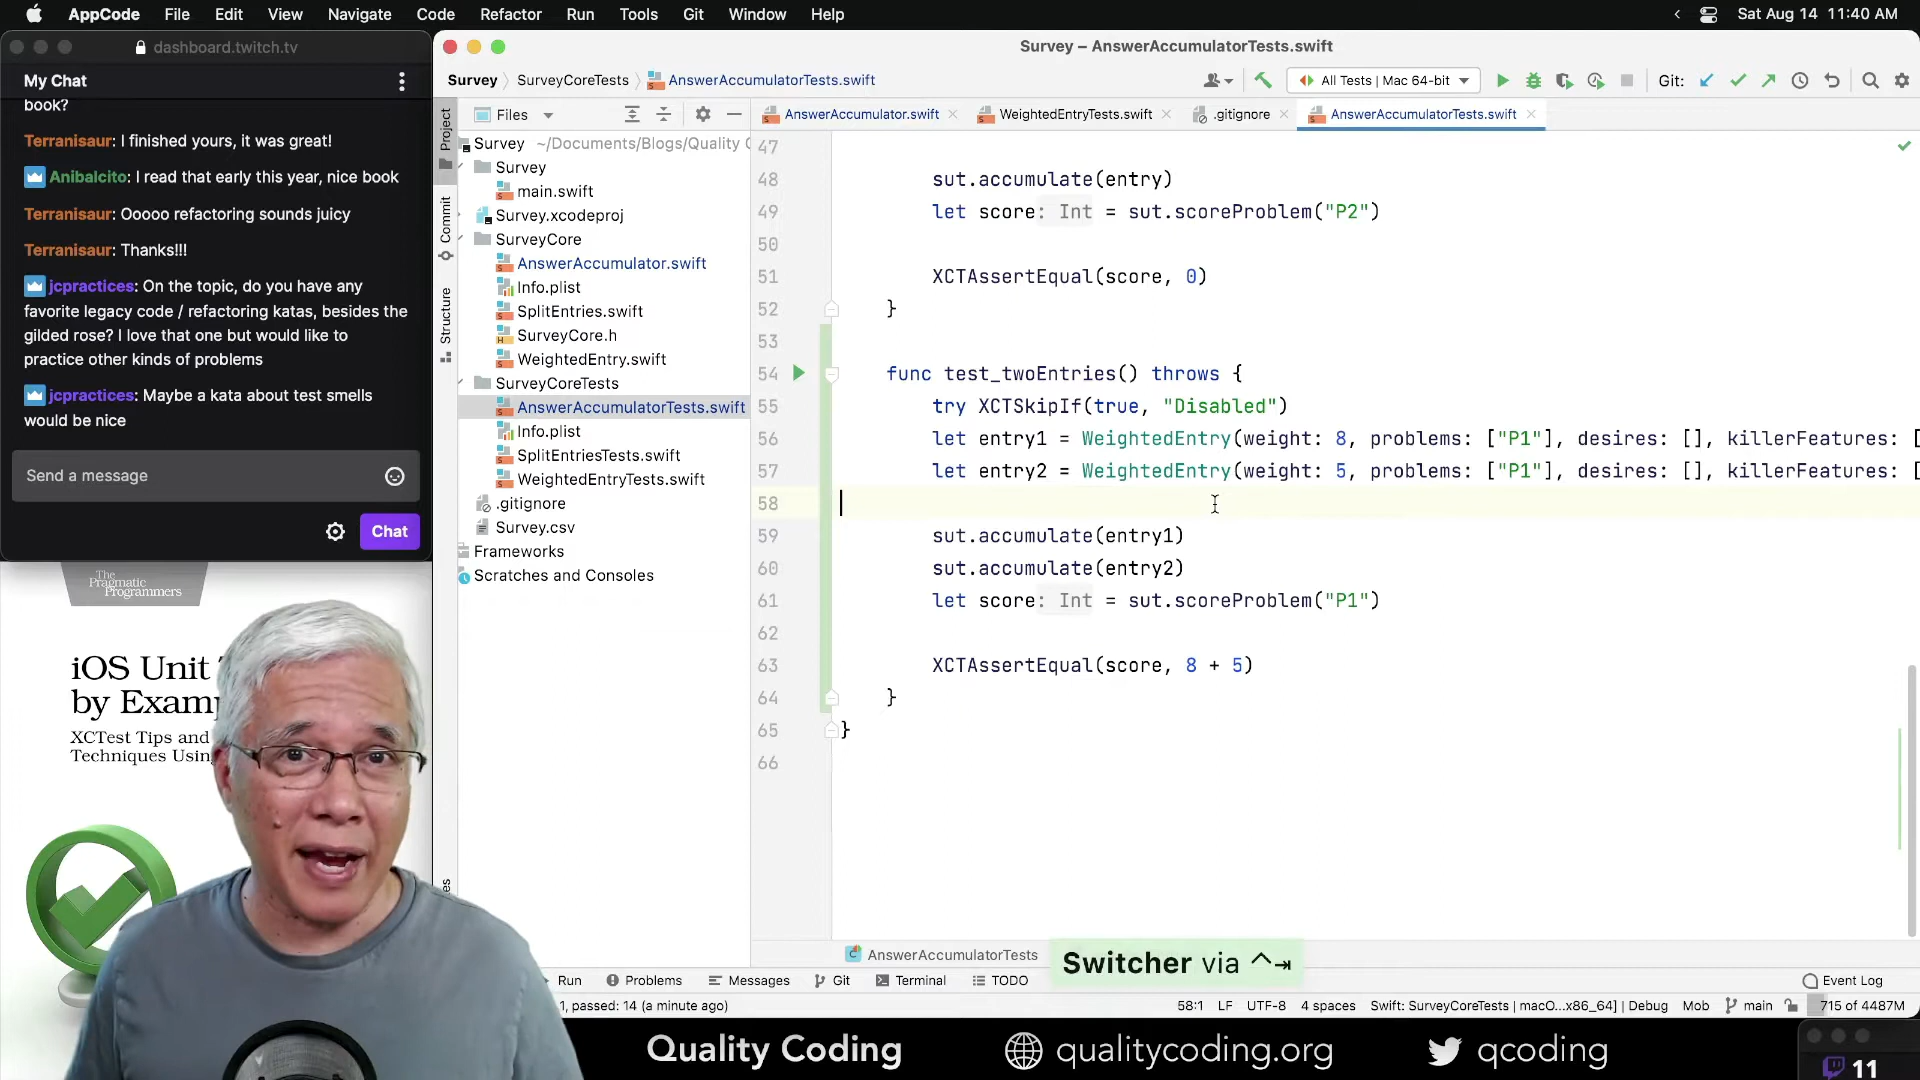 AppCode File Edit View Navigate Code Refactor Run Tools Git Window Help
Sat Aug 14 11:40 AM
dashboard.twitch.tv
My Chat
book?
Terranisaur: I finished yours, it was great!
Anibalcito: I read that early this year, nice book
Terranisaur: Ooooo refactoring sounds juicy
Terranisaur: Thanks!!!
jcpractices: On the topic, do you have any
favorite legacy code / refactoring katas, besides the
gilded rose? I love that one but would like to
practice other kinds of problems
jcpractices: Maybe a kata about test smells
would be nice
Send a message
Chat
The
Pragmatic
Programmers
iOS Unit
by Examp
XCTest Tips and
Techniques Using
Survey – AnswerAccumulatorTests.swift
Survey SurveyCoreTests AnswerAccumulatorTests.swift
All Tests | Mac 64-bit
Git:
Files
AnswerAccumulator.swift
WeightedEntryTests.swift
.gitignore
AnswerAccumulatorTests.swift
Project
Commit
Structure
Survey ~/Documents/Blogs/Quality C
Survey
main.swift
Survey.xcodeproj
SurveyCore
AnswerAccumulator.swift
Info.plist
SplitEntries.swift
SurveyCore.h
WeightedEntry.swift
SurveyCoreTests
AnswerAccumulatorTests.swift
Info.plist
SplitEntriesTests.swift
WeightedEntryTests.swift
.gitignore
Survey.csv
Frameworks
Scratches and Consoles
47
48 sut.accumulate(entry)
49 let score: Int = sut.scoreProblem("P2")
50
51 XCTAssertEqual(score, 0)
52 }
53
54 func test_twoEntries() throws {
55 try XCTSkipIf(true, "Disabled")
56 let entry1 = WeightedEntry(weight: 8, problems: ["P1"], desires: [], killerFeatures: [
57 let entry2 = WeightedEntry(weight: 5, problems: ["P1"], desires: [], killerFeatures: [
58
59 sut.accumulate(entry1)
60 sut.accumulate(entry2)
61 let score: Int = sut.scoreProblem("P1")
62
63 XCTAssertEqual(score, 8 + 5)
64 }
65 }
66
AnswerAccumulatorTests
Switcher via ^⇥
Run Problems Messages Git Terminal TODO
Event Log
1, passed: 14 (a minute ago)
58:1 LF UTF-8 4 spaces Swift: SurveyCoreTests | macO...x86_64] | Debug Mob main 715 of 4487M
Quality Coding
qualitycoding.org
qcoding
11